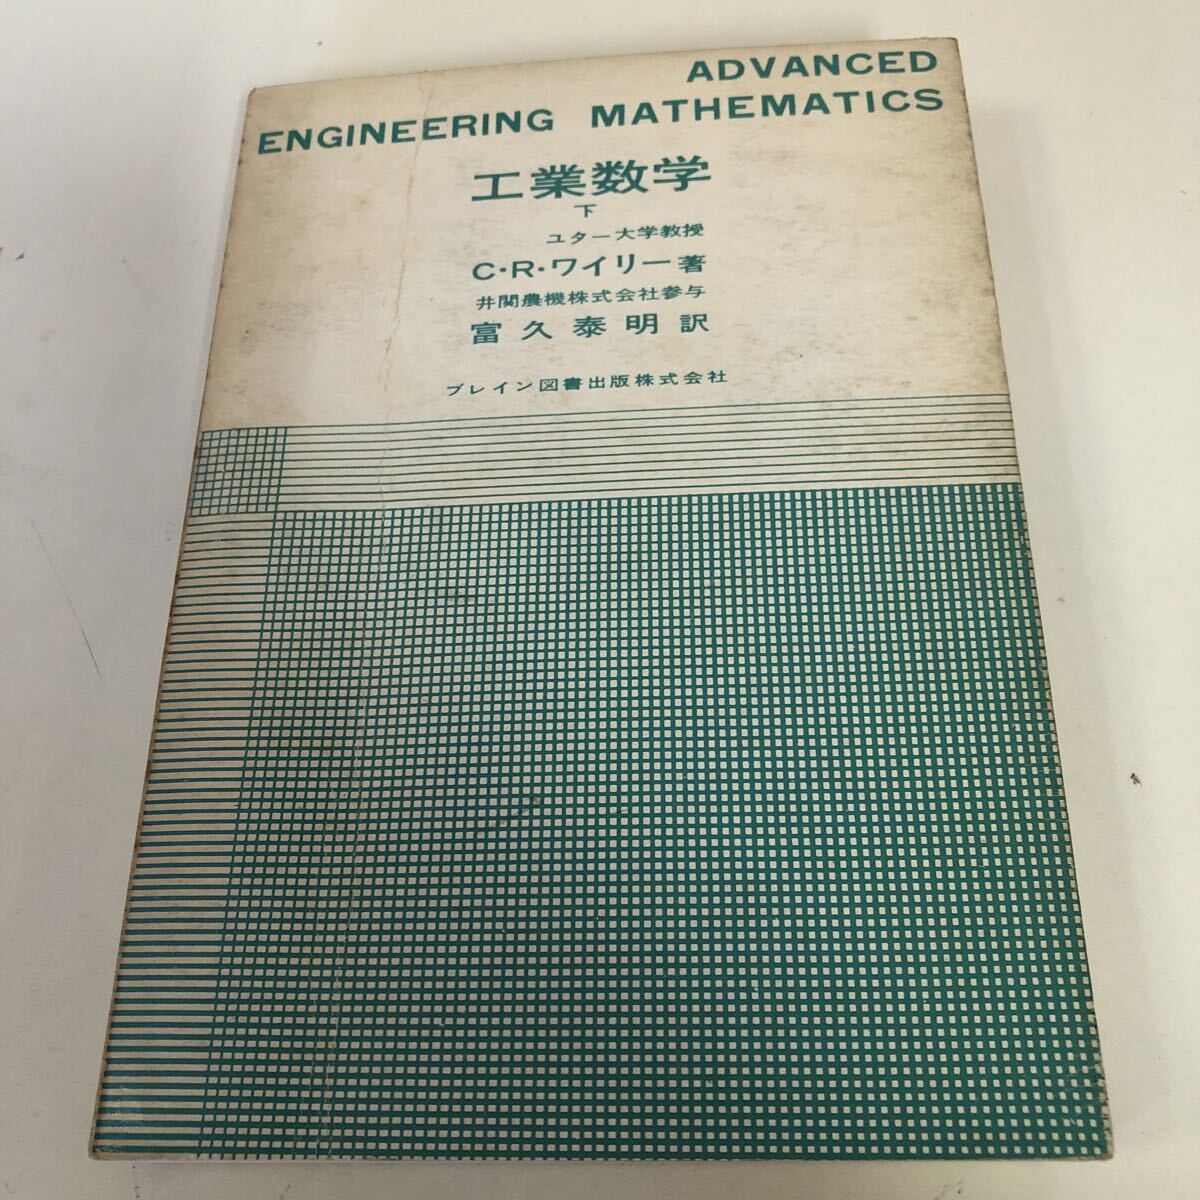 ADVANCED
ENGINEERING MATHEMATICS
工業数学
下
ユター大学教授
C・R・ワイリー著
井関農機株式会社参与
富久泰明訳
ブレイン図書出版株式会社